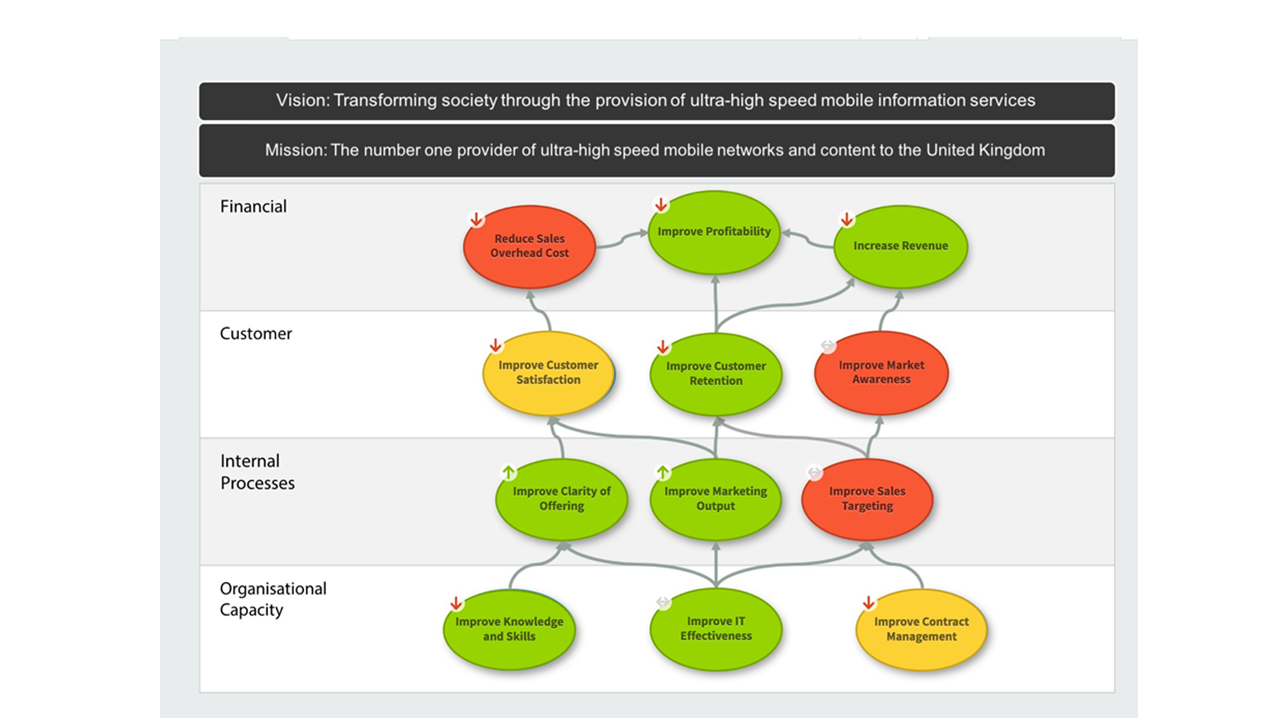 Vision: Transforming society through the provision of ultra-high speed mobile information services
Mission: The number one provider of ultra-high speed mobile networks and content to the United Kingdom
Financial
Reduce Sales
Overhead Cost
Improve Profitability
Increase Revenue
Customer
Improve Customer
Satisfaction
Improve Customer
Retention
Improve Market
Awareness
Internal
Processes
Improve Clarity of
Offering
Improve Marketing
Output
Improve Sales
Targeting
Organisational
Capacity
Improve Knowledge
and Skills
Improve IT
Effectiveness
Improve Contract
Management